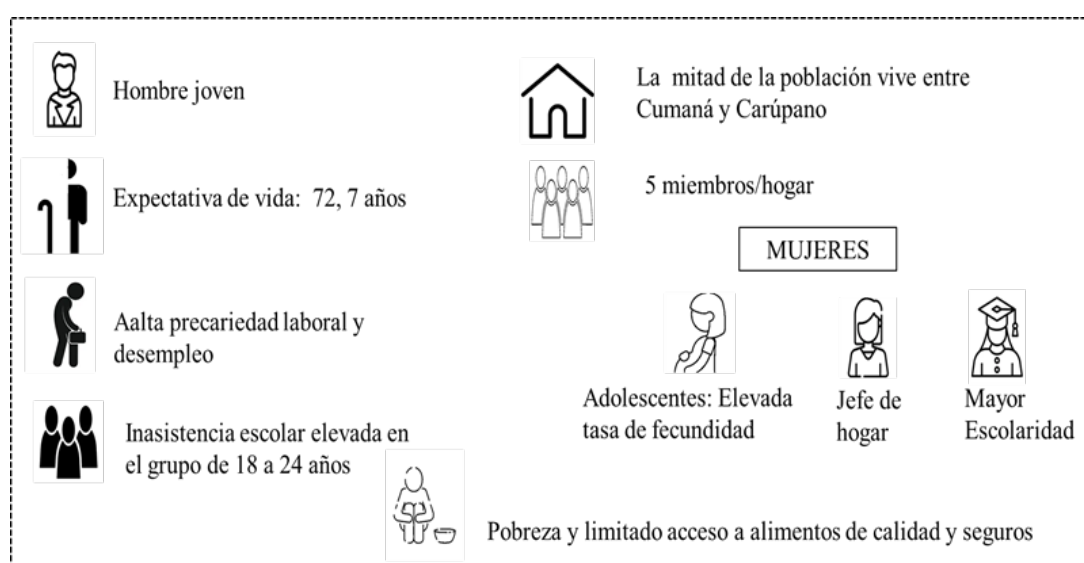 Hombre joven
Expectativa de vida: 72, 7 años
Aalta precariedad laboral y
desempleo
Inasistencia escolar elevada en
el grupo de 18 a 24 años
La mitad de la población vive entre
Cumaná y Carúpano
5 miembros/hogar
MUJERES
Adolescentes: Elevada
tasa de fecundidad
Jefe de
hogar
Mayor
Escolaridad
Pobreza y limitado acceso a alimentos de calidad y seguros